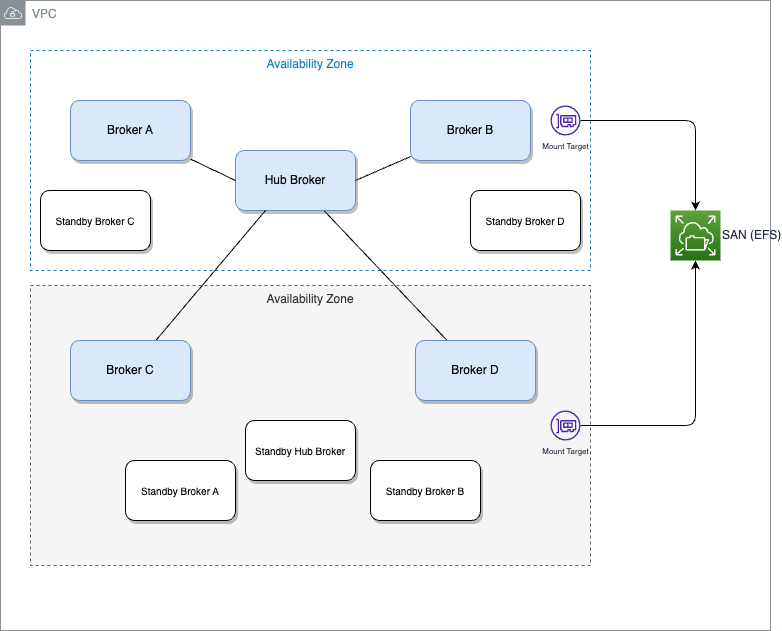 VPC
Availability Zone
Broker A
Broker B
Mount Target
Hub Broker
Standby Broker C
Standby Broker D
SAN (EFS)
Availability Zone
Broker C
Broker D
Mount Target
Standby Hub Broker
Standby Broker A
Standby Broker B